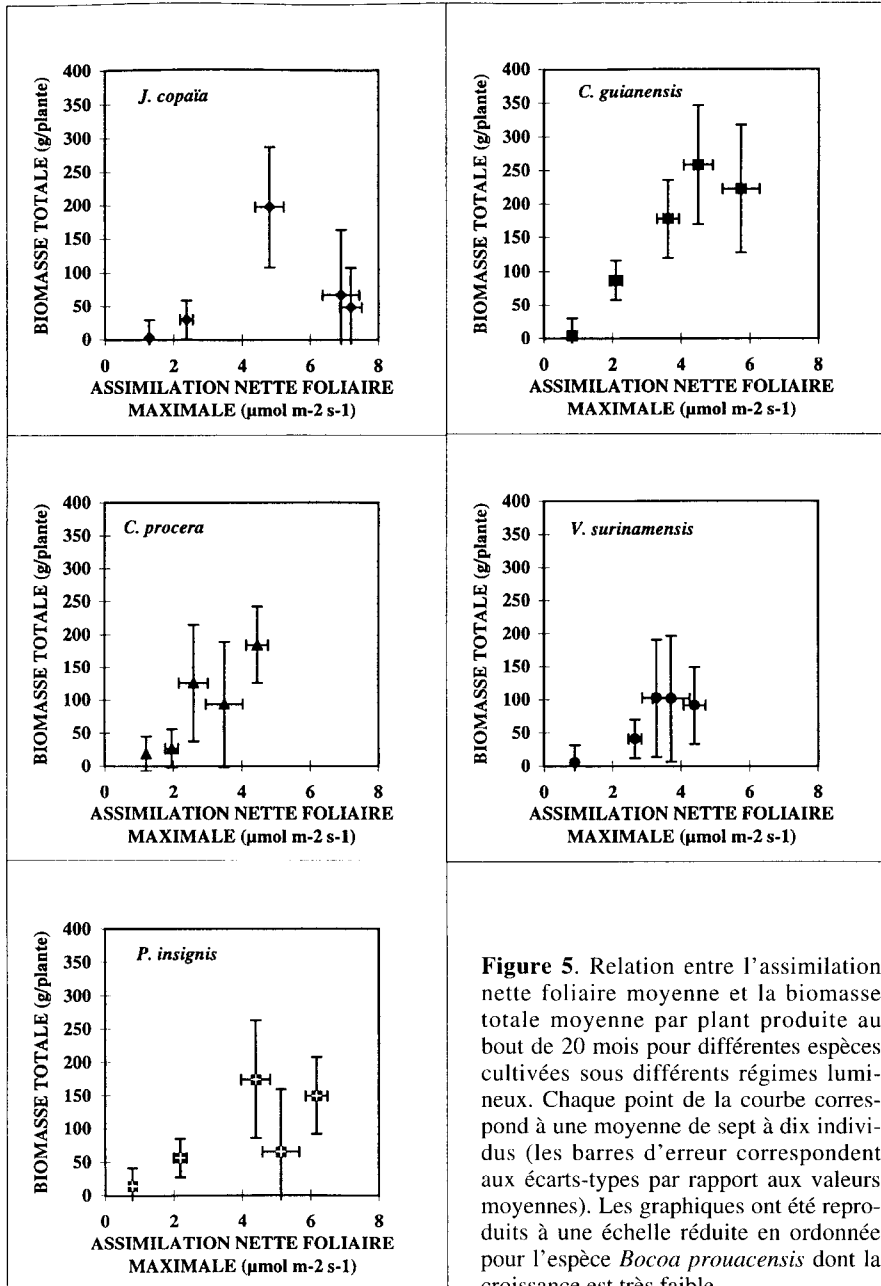 J. copaïa
BIOMASSE TOTALE (g/plante)
400
350
300
250
200
150
100
50
0
0 2 4 6 8
ASSIMILATION NETTE FOLIAIRE
MAXIMALE (µmol m-2 s-1)
C. guianensis
BIOMASSE TOTALE (g/plante)
400
350
300
250
200
150
100
50
0
0 2 4 6 8
ASSIMILATION NETTE FOLIAIRE
MAXIMALE (µmol m-2 s-1)
C. procera
BIOMASSE TOTALE (g/plante)
400
350
300
250
200
150
100
50
0
0 2 4 6 8
ASSIMILATION NETTE FOLIAIRE
MAXIMALE (µmol m-2 s-1)
V. surinamensis
BIOMASSE TOTALE (g/plante)
400
350
300
250
200
150
100
50
0
0 2 4 6 8
ASSIMILATION NETTE FOLIAIRE
MAXIMALE (µmol m-2 s-1)
P. insignis
BIOMASSE TOTALE (g/plante)
400
350
300
250
200
150
100
50
0
0 2 4 6 8
ASSIMILATION NETTE FOLIAIRE
MAXIMALE (µmol m-2 s-1)
Figure 5. Relation entre l'assimilation
nette foliaire moyenne et la biomasse
totale moyenne par plant produite au
bout de 20 mois pour différentes espèces
cultivées sous différents régimes lumi-
neux. Chaque point de la courbe corres-
pond à une moyenne de sept à dix indivi-
dus (les barres d'erreur correspondent
aux écarts-types par rapport aux valeurs
moyennes). Les graphiques ont été repro-
duits à une échelle réduite en ordonnée
pour l'espèce Bocoa prouacensis dont la
croissance est très faible